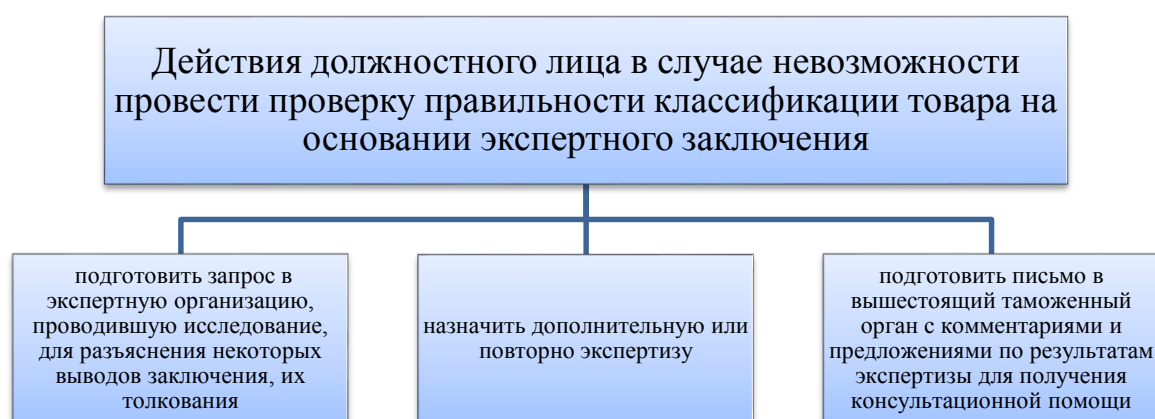 Действия должностного лица в случае невозможности
провести проверку правильности классификации товара на
основании экспертного заключения
подготовить запрос в
экспертную организацию,
проводившую исследование,
для разъяснения некоторых
выводов заключения, их
толкования
назначить дополнительную или
повторно экспертизу
подготовить письмо в
вышестоящий таможенный
орган с комментариями и
предложениями по результатам
экспертизы для получения
консультационной помощи